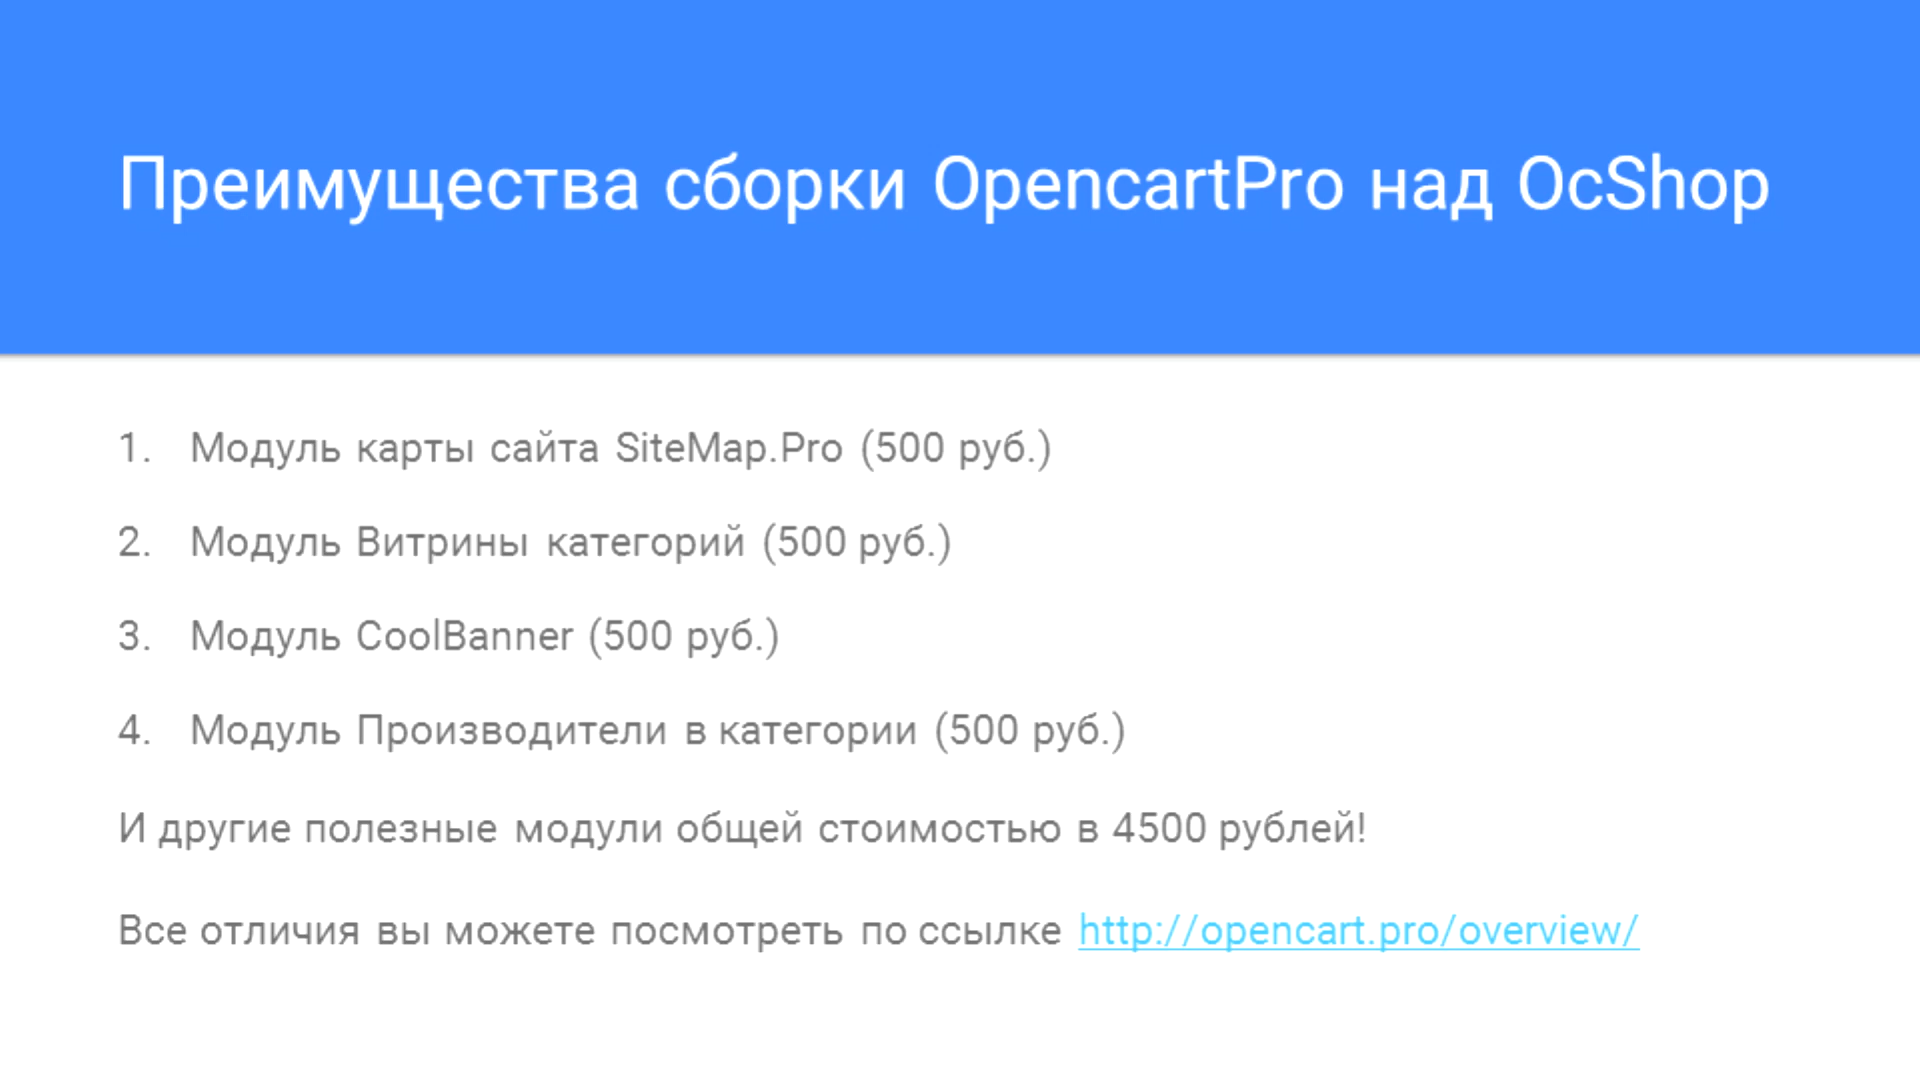 Преимущества сборки OpencartPro над OcShop
1. Модуль карты сайта SiteMap.Pro (500 руб.)
2. Модуль Витрины категорий (500 руб.)
3. Модуль CoolBanner (500 руб.)
4. Модуль Производители в категории (500 руб.)
И другие полезные модули общей стоимостью в 4500 рублей!
Все отличия вы можете посмотреть по ссылке http://opencart.pro/overview/